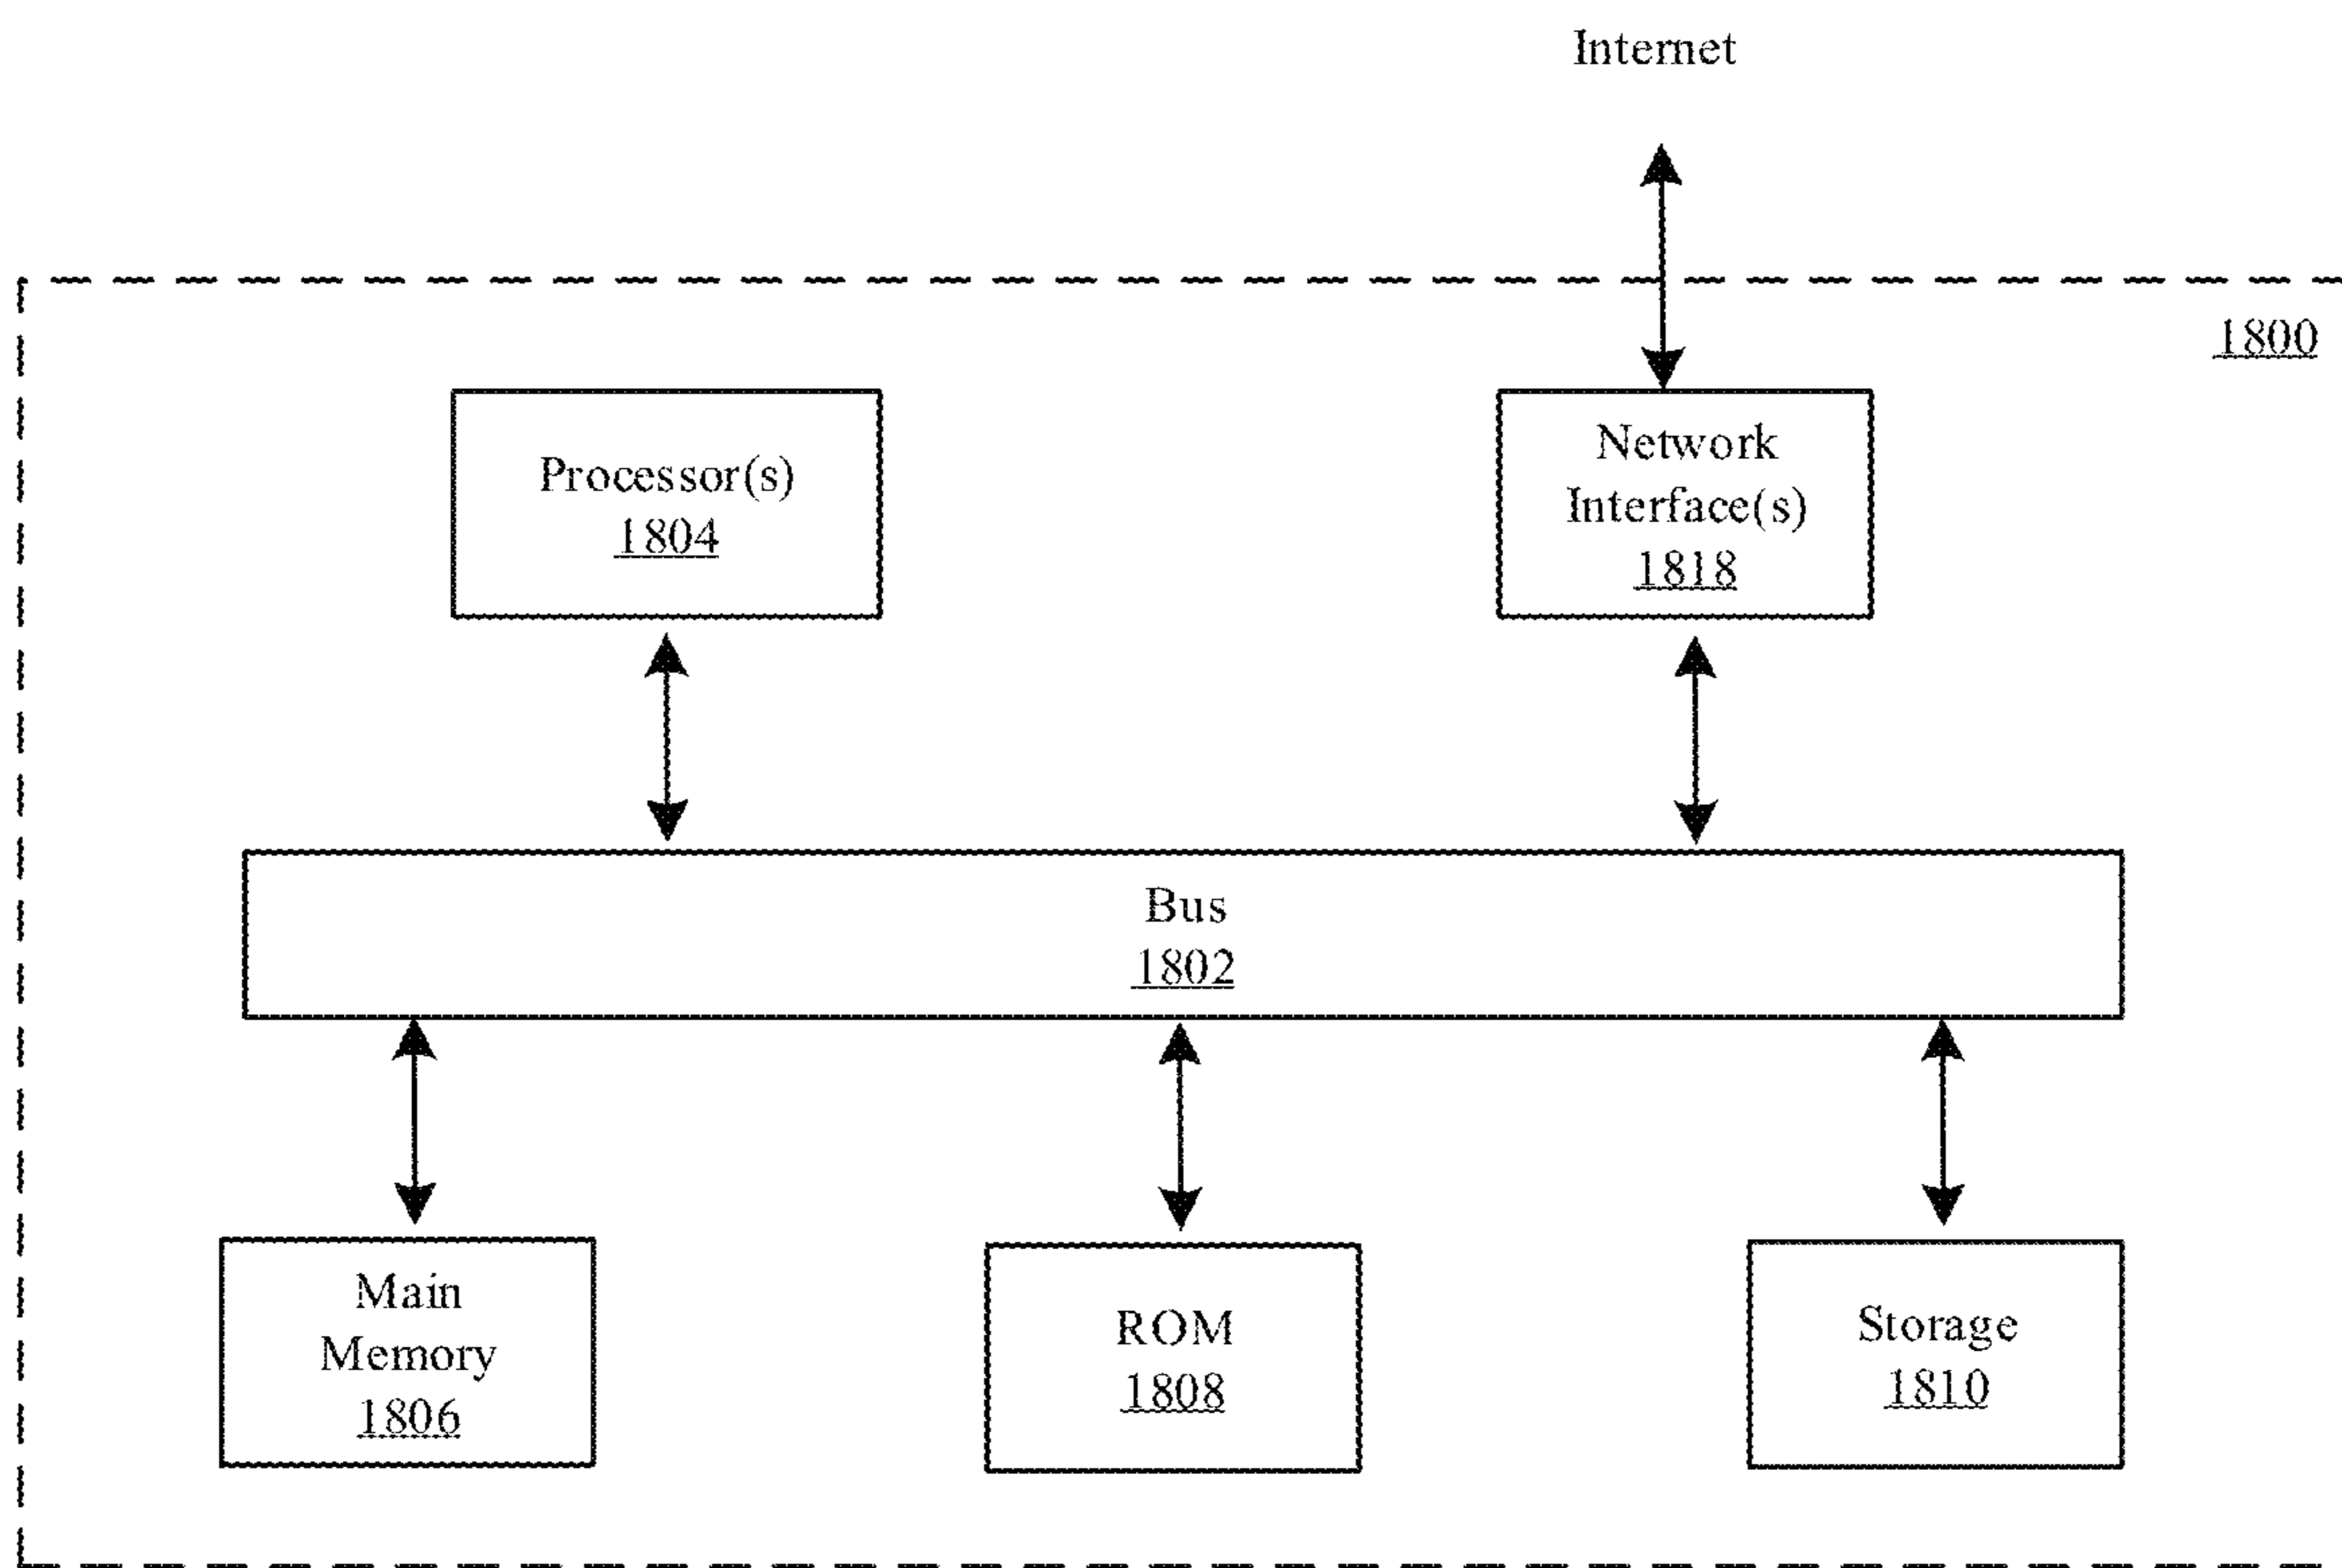 Internet
1800
Processor(s)
1804
Network
Interface(s)
1818
Bus
1802
Main
Memory
1806
ROM
1808
Storage
1810